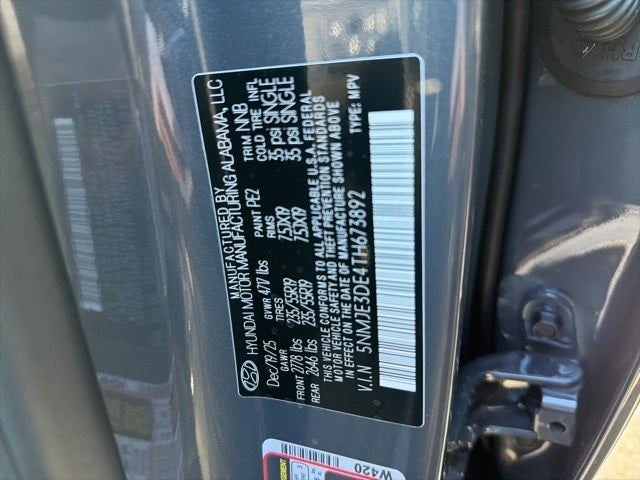 MANUFACTURED BY
HYUNDAI MOTOR MANUFACTURING ALABAMA, LLC
Dec/19/25 PAINT PE2 TRIM NNB
GVWR 4717 lbs
GAWR TIRES RIMS COLD TIRE INFL
FRONT 2778 lbs 235/55R19 7.5JX19 35 psi SINGLE
REAR 2646 lbs 235/55R19 7.5JX19 35 psi SINGLE
THIS VEHICLE CONFORMS TO ALL APPLICABLE U.S.A. FEDERAL
MOTOR VEHICLE SAFETY AND THEFT PREVENTION STANDARDS
IN EFFECT ON THE DATE OF MANUFACTURE SHOWN ABOVE
V.I.N 5NMJE3DE4TH673892 TYPE: MPV
W420